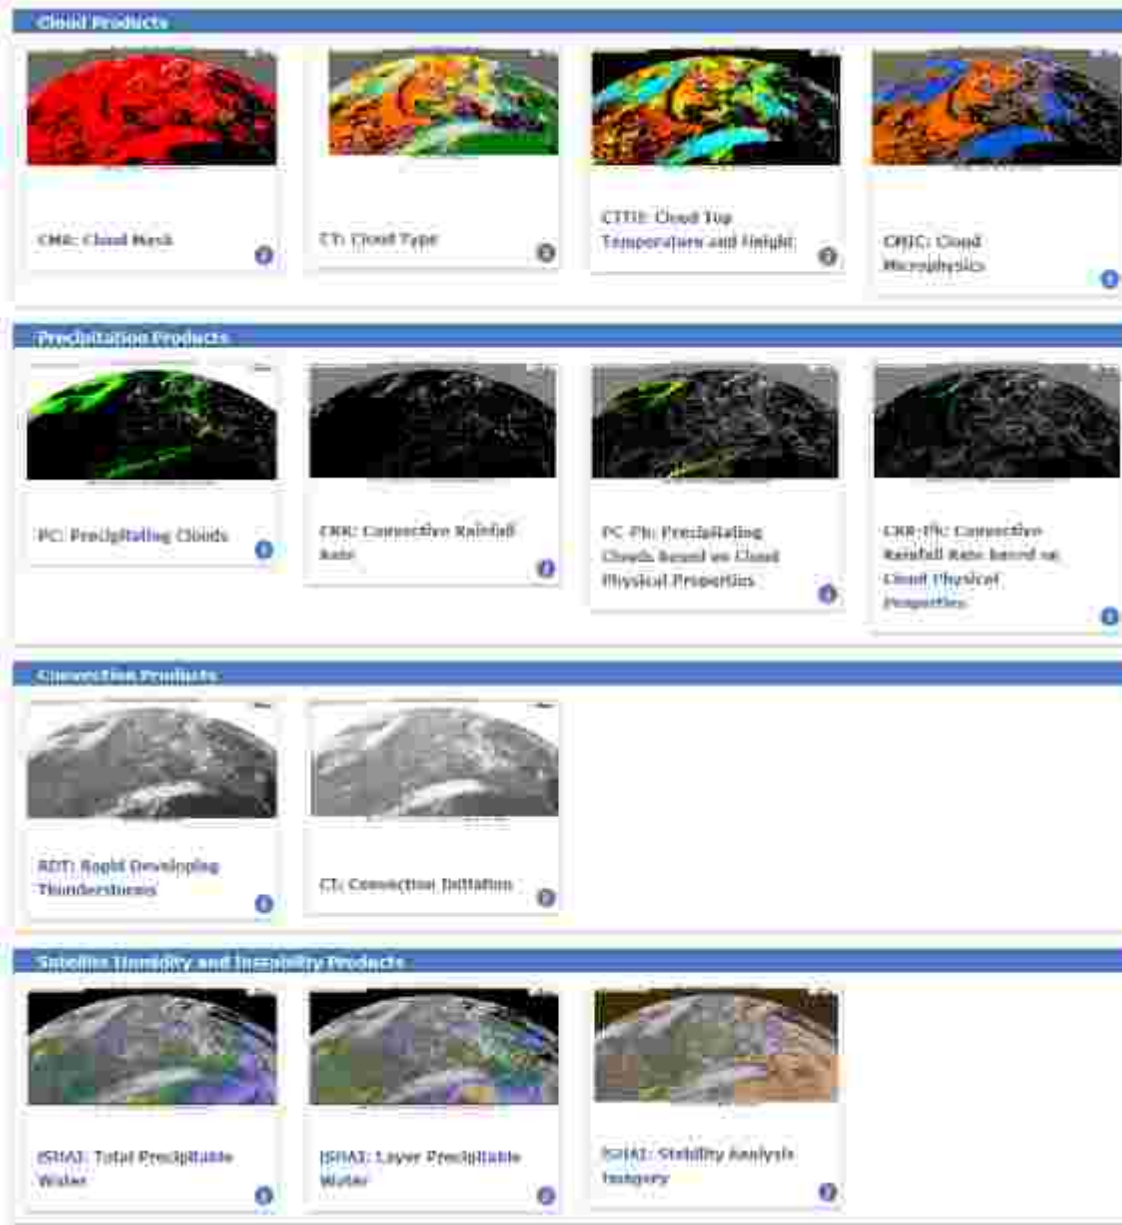 Cloud Products
CMA: Cloud Mask
CT: Cloud Type
CTTH: Cloud Top
Temperature and Height
CMIC: Cloud
Microphysics
Precipitation Products
PC: Precipitating Clouds
CRR: Convective Rainfall
Rate
PC-Ph: Precipitating
Clouds based on Cloud
Physical Properties
CRR-Ph: Convective
Rainfall Rate based on
Cloud Physical
Properties
Convection Products
RDT: Rapid Developing
Thunderstorms
CI: Convection Initiation
Satellite Humidity and Instability Products
iSHAI: Total Precipitable
Water
iSHAI: Layer Precipitable
Water
iSHAI: Stability Analysis
Imagery